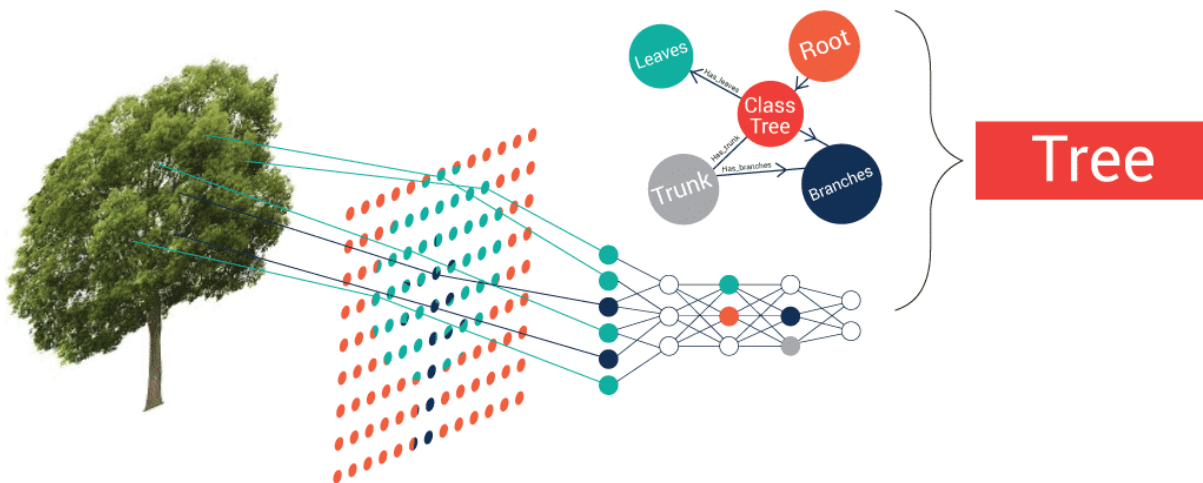 Leaves
Root
Has_leaves
Class
Tree
Has_trunk
Has_branches
Trunk
Branches
Tree